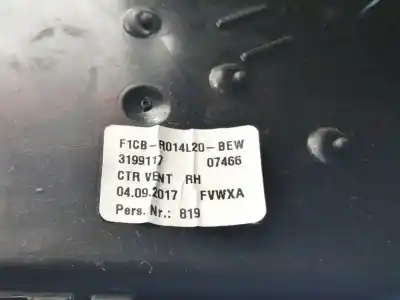 F1CB-R014L20-BEW
3199117 07466
CTR VENT RH
04.09.2017 FVWXA
Pers. Nr.: 819